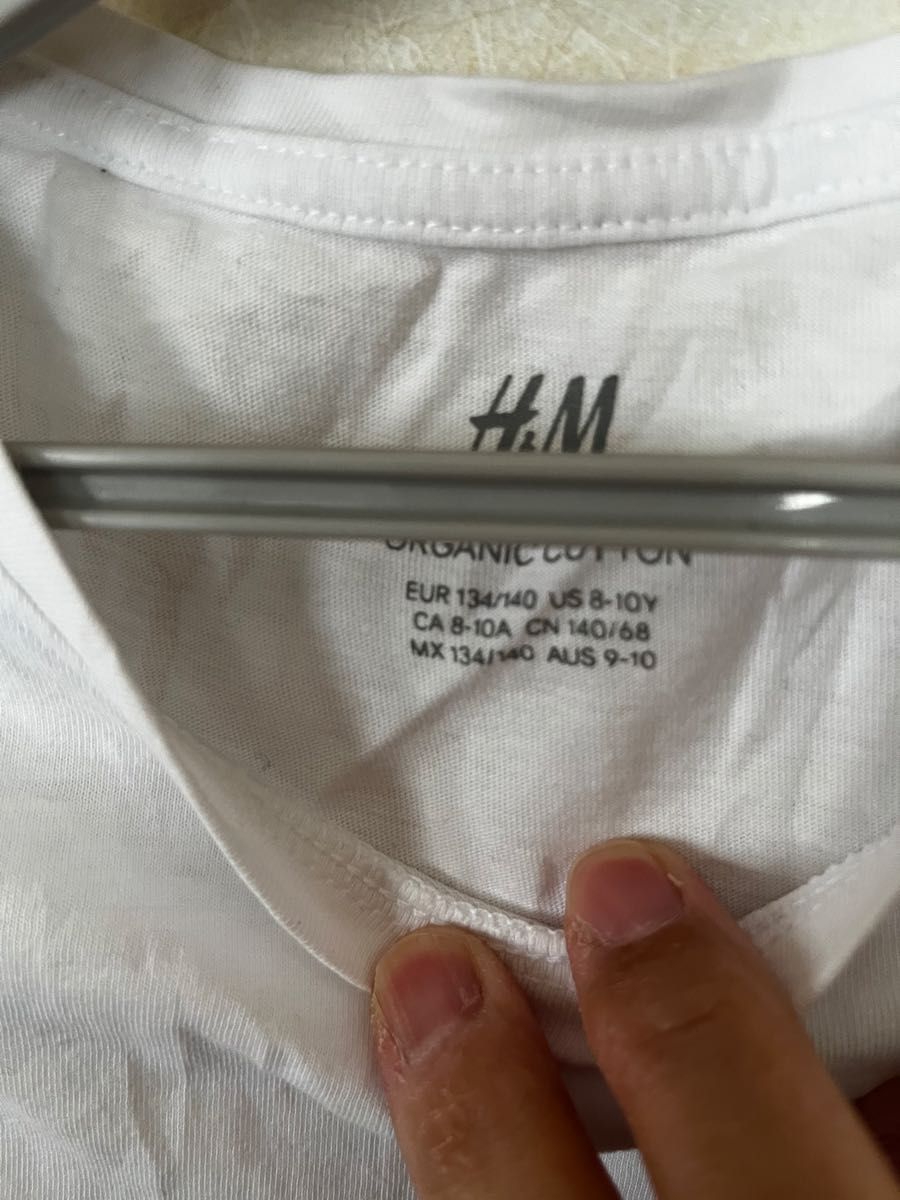 H&M
ORGANIC COTTON
EUR 134/140 US 8-10Y
CA 8-10A CN 140/68
MX 134/140 AUS 9-10